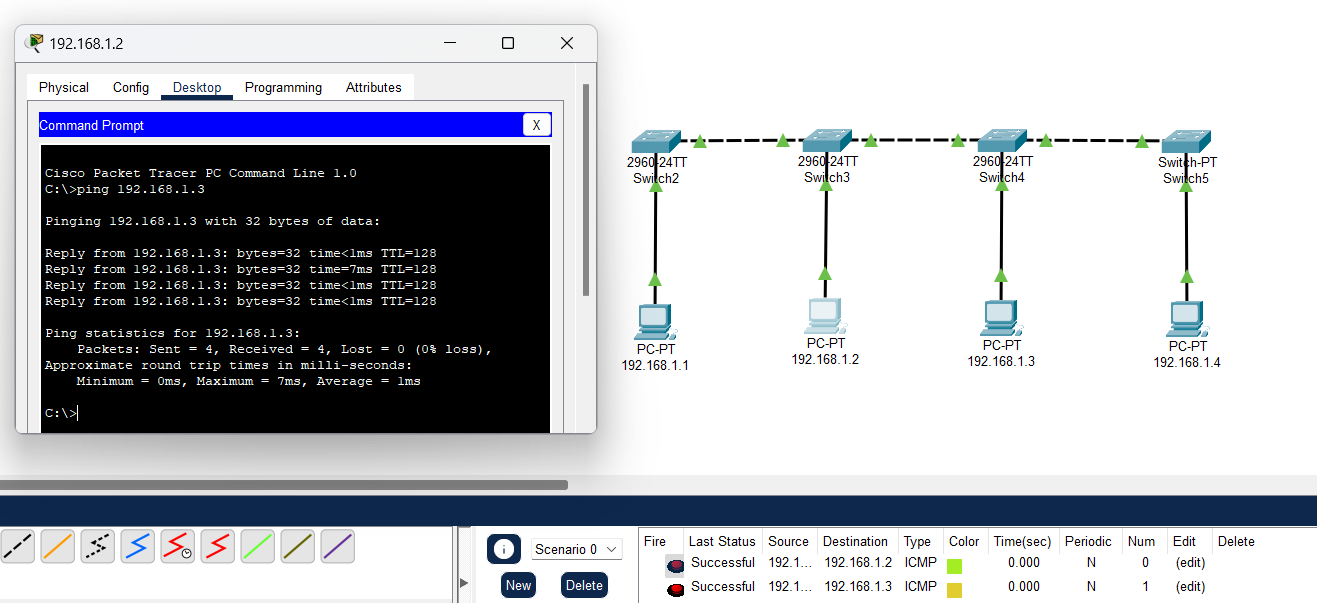 192.168.1.2
Physical Config Desktop Programming Attributes
Command Prompt X
Cisco Packet Tracer PC Command Line 1.0
C:\>ping 192.168.1.3
Pinging 192.168.1.3 with 32 bytes of data:
Reply from 192.168.1.3: bytes=32 time<1ms TTL=128
Reply from 192.168.1.3: bytes=32 time=7ms TTL=128
Reply from 192.168.1.3: bytes=32 time<1ms TTL=128
Reply from 192.168.1.3: bytes=32 time<1ms TTL=128
Ping statistics for 192.168.1.3:
Packets: Sent = 4, Received = 4, Lost = 0 (0% loss),
Approximate round trip times in milli-seconds:
Minimum = 0ms, Maximum = 7ms, Average = 1ms
C:\>
2960-24TT
Switch2
2960-24TT
Switch3
2960-24TT
Switch4
Switch-PT
Switch5
PC-PT
192.168.1.1
PC-PT
192.168.1.2
PC-PT
192.168.1.3
PC-PT
192.168.1.4
Scenario 0
New Delete
Fire Last Status Source Destination Type Color Time(sec) Periodic Num Edit Delete
Successful 192.1... 192.168.1.2 ICMP 0.000 N 0 (edit)
Successful 192.1... 192.168.1.3 ICMP 0.000 N 1 (edit)